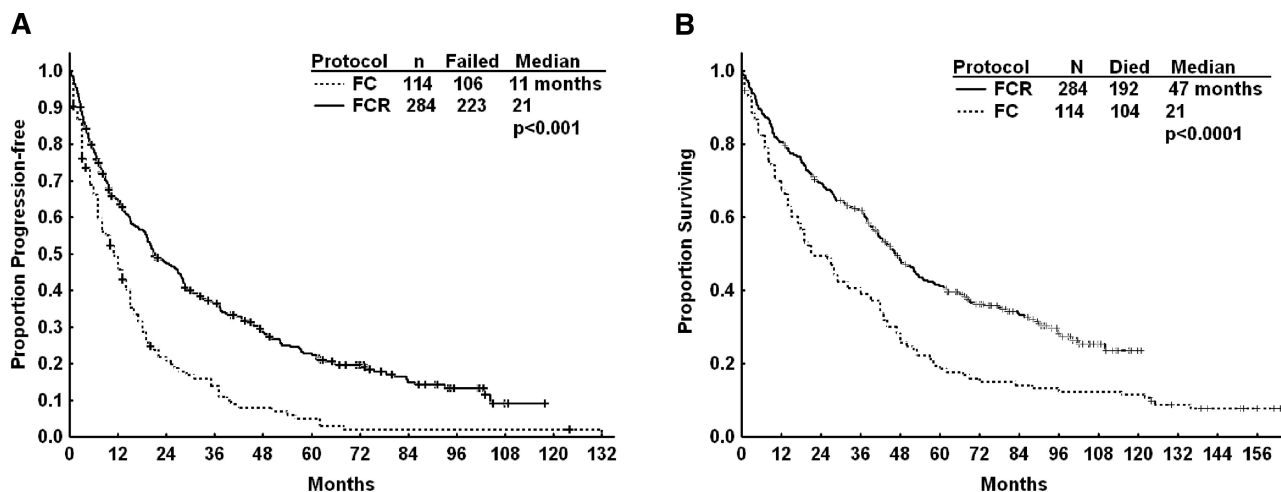 A
Protocol n Failed Median
FC 114 106 11 months
FCR 284 223 21
p<0.001
Proportion Progression-free
1.0
0.9
0.8
0.7
0.6
0.5
0.4
0.3
0.2
0.1
0.0
0 12 24 36 48 60 72 84 96 108 120 132
Months
B
Protocol N Died Median
FCR 284 192 47 months
FC 114 104 21
p<0.0001
Proportion Surviving
1.0
0.8
0.6
0.4
0.2
0.0
0 12 24 36 48 60 72 84 96 108 120 132 144 156
Months